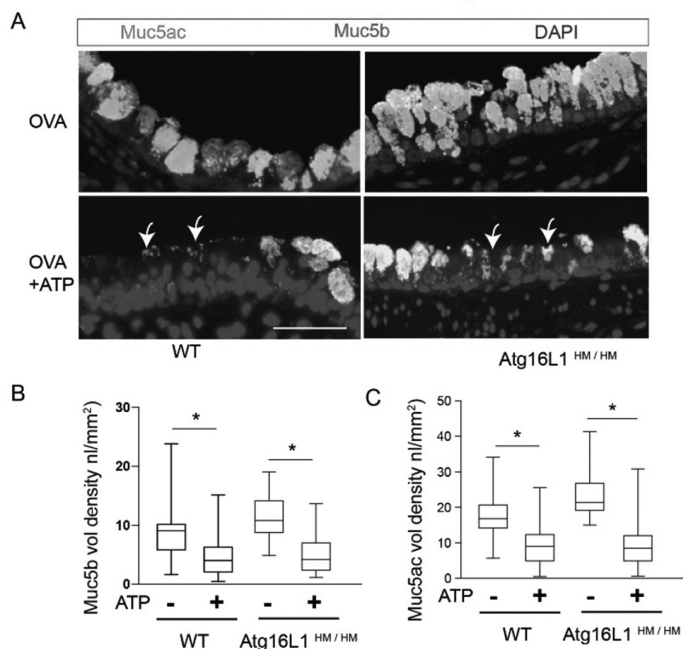 A
Muc5ac Muc5b DAPI
OVA
OVA
+ATP
WT Atg16L1 HM / HM
B
Muc5b vol density nl/mm²
30
20
10
0
*
*
ATP - + - +
WT Atg16L1 HM / HM
C
Muc5ac vol density nl/mm²
50
40
30
20
10
0
*
*
ATP - + - +
WT Atg16L1 HM / HM